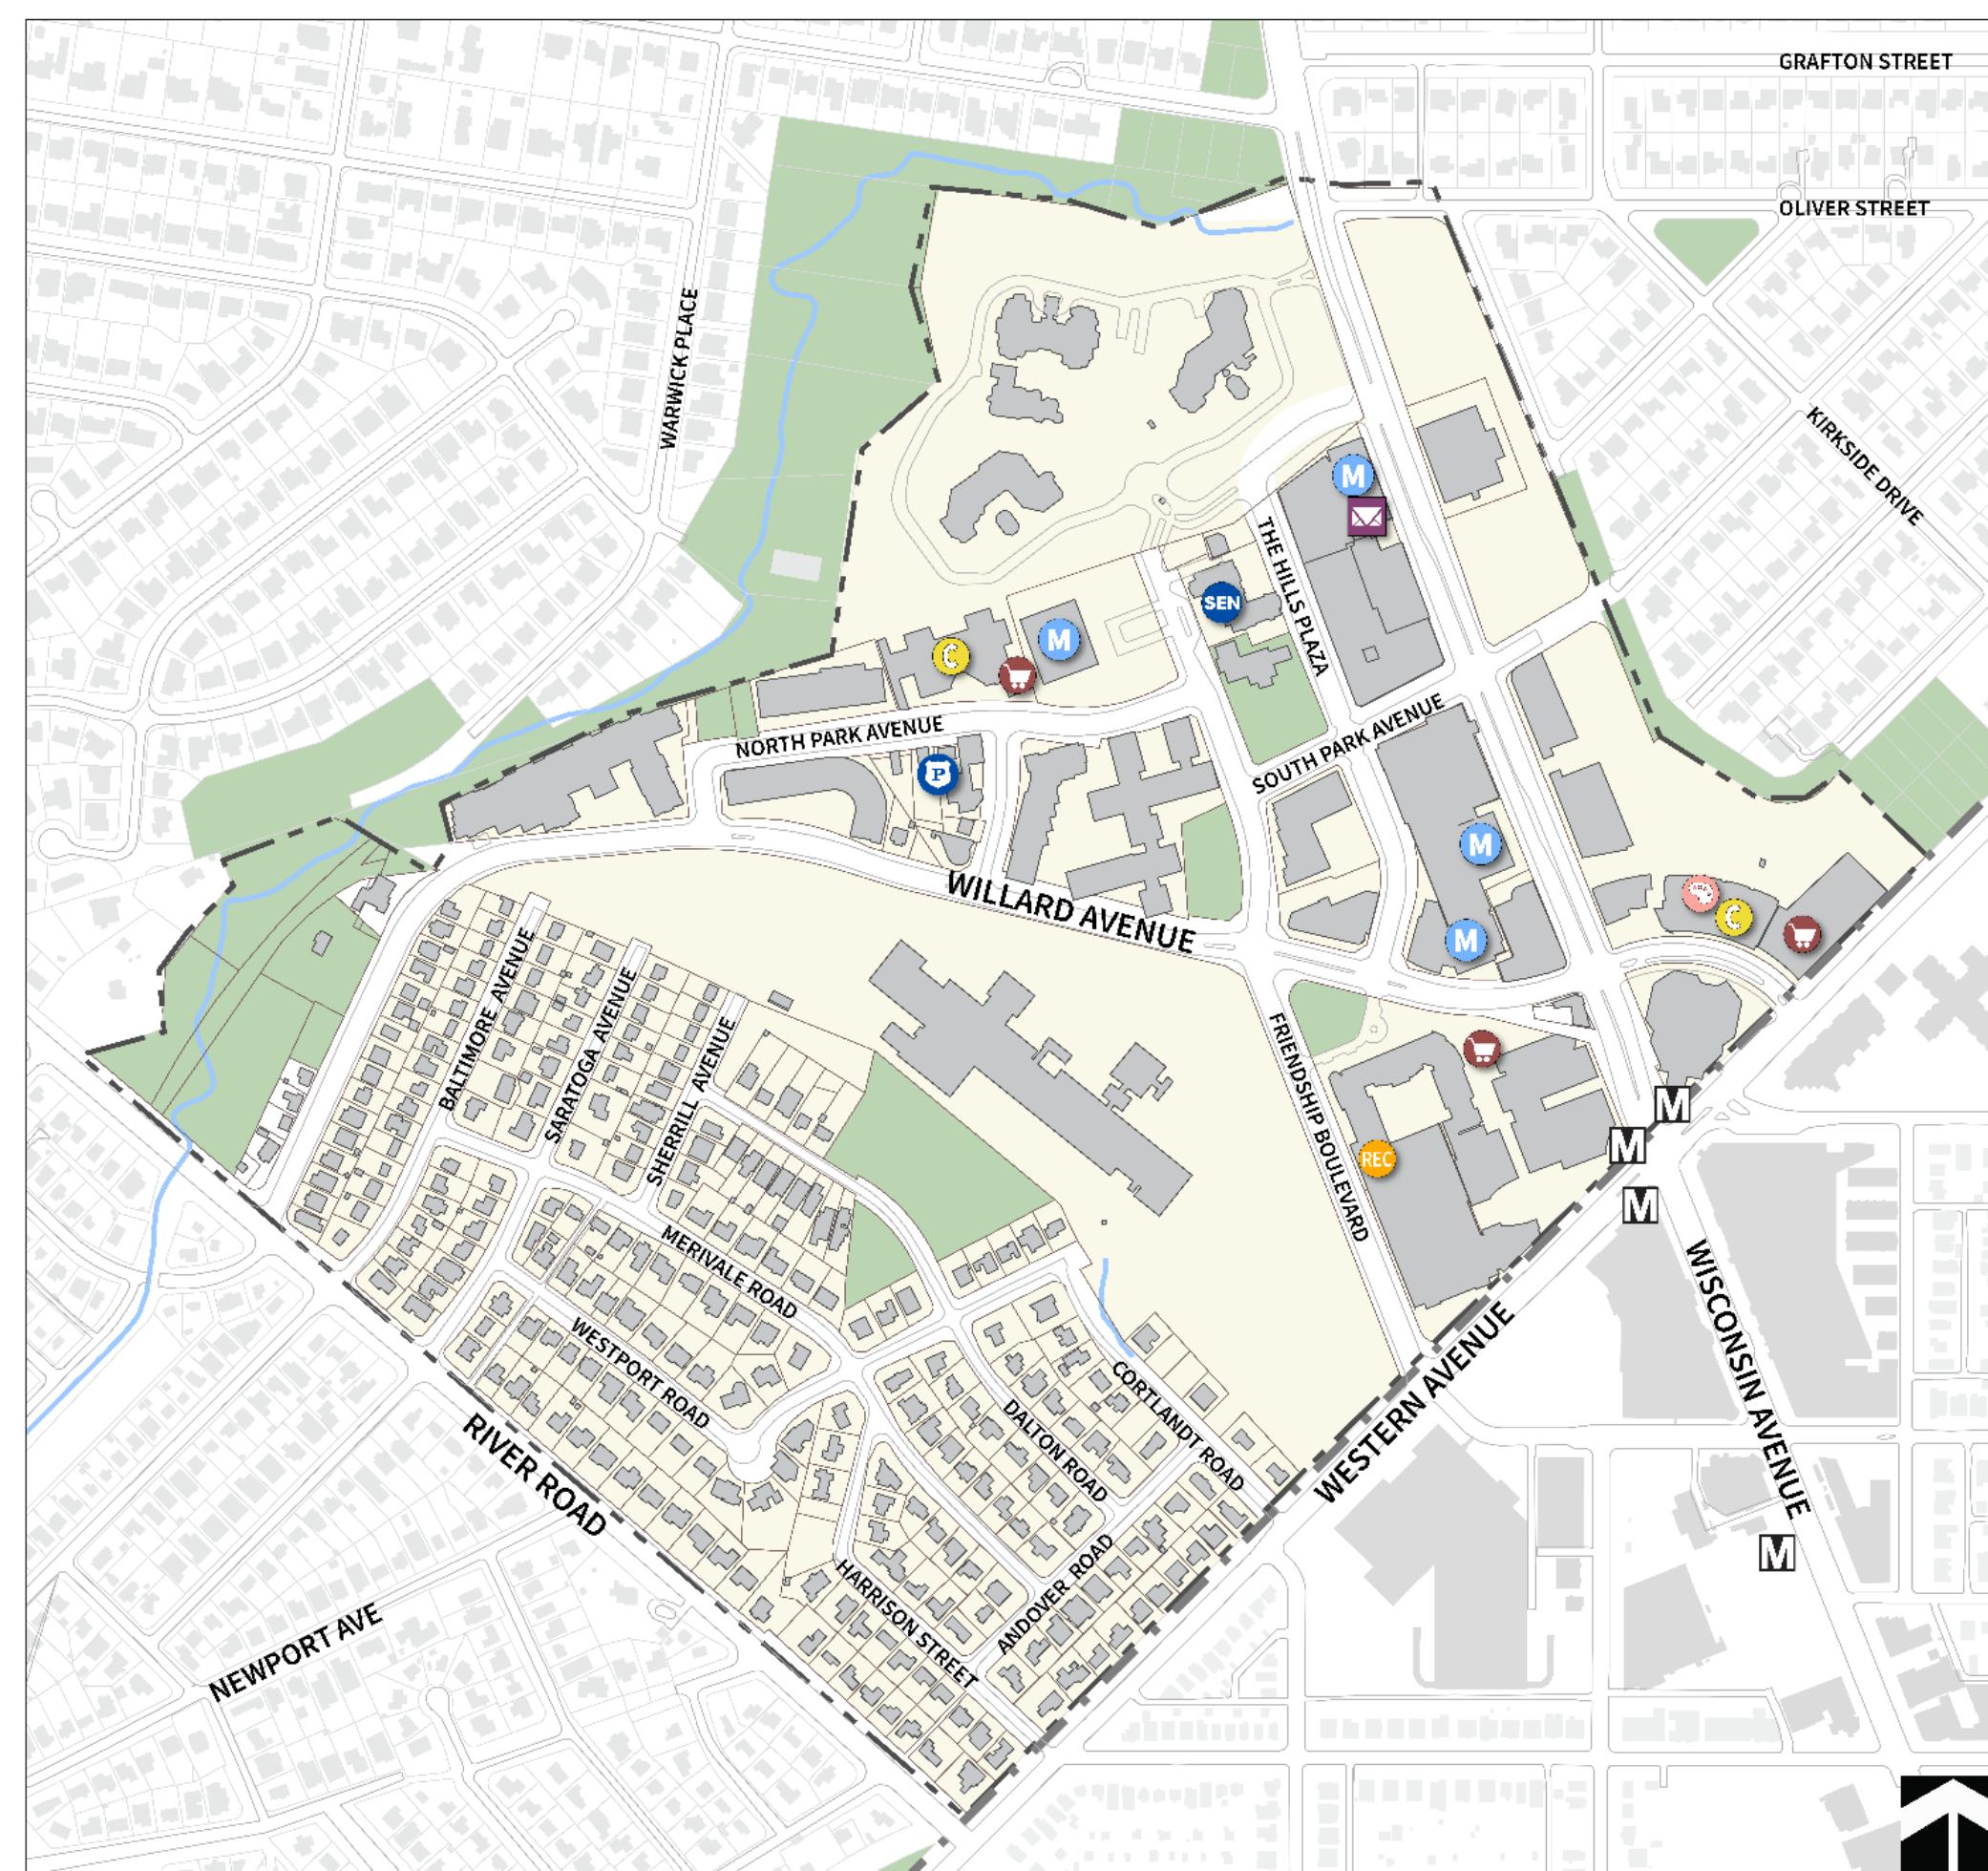 GRAFTON STREET
OLIVER STREET
WARWICK PLACE
KIRKSIDE DRIVE
M
THE HILLS PLAZA
SEN
M
C
SOUTH PARK AVENUE
NORTH PARK AVENUE
P
M
WILLARD AVENUE
C
M
BALTIMORE AVENUE
SARATOGA AVENUE
SHERRILL AVENUE
FRIENDSHIP BOULEVARD
M
M
REC
M
MERIVALE ROAD
WESTPORT ROAD
WISCONSIN AVENUE
WESTERN AVENUE
CORTLANDT ROAD
DALTON ROAD
RIVER ROAD
M
ANDOVER ROAD
HARRISON STREET
NEWPORT AVE